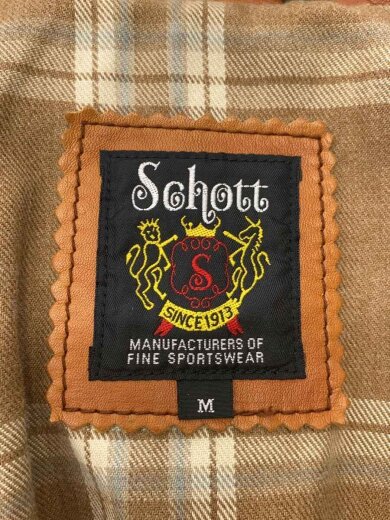 Schott
S
SINCE 1913
MANUFACTURERS OF
FINE SPORTSWEAR
M